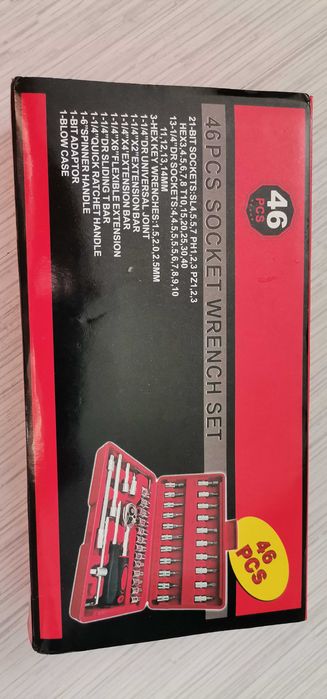 46
PCS
46PCS SOCKET WRENCH SET
21-BIT SOCKETS:SL4,5.5,7 PH1,2,3 PZ1,2,3
HEX3,4,5,6,7,8 T10,15,20,25,30,40
13-1/4"DR SOCKETS:4,4.5,5,5.5,6,7,8,9,10
11,12,13,14MM
3-HEX KEY WRENCHES:1.5,2.0,2.5MM
1-1/4"DR UNIVERSAL JOINT
1-1/4"X2"EXTENSION BAR
1-1/4"X4"EXTENSION BAR
1-1/4"X6"FLEXIBLE EXTENSION
1-1/4"DR SLIDING T BAR
1-1/4"QUICK RATCHET HANDLE
1-6"SPINNER HANDLE
1-BIT ADAPTOR
1-BLOW CASE
46 PCS